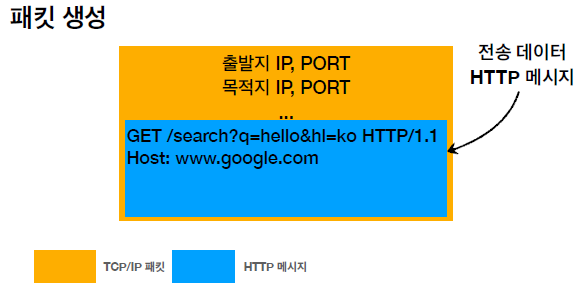 패킷 생성
출발지 IP, PORT
목적지 IP, PORT
...
전송 데이터
HTTP 메시지
GET /search?q=hello&hl=ko HTTP/1.1
Host: www.google.com
TCP/IP 패킷
HTTP 메시지